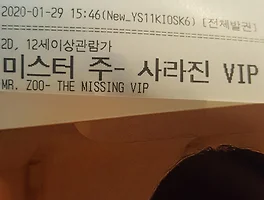 2020-01-29 15:46(New_YS11KIOSK6) [전체발권]
2D, 12세이상관람가
미스터 주- 사라진 VIP
MR. ZOO- THE MISSING VIP